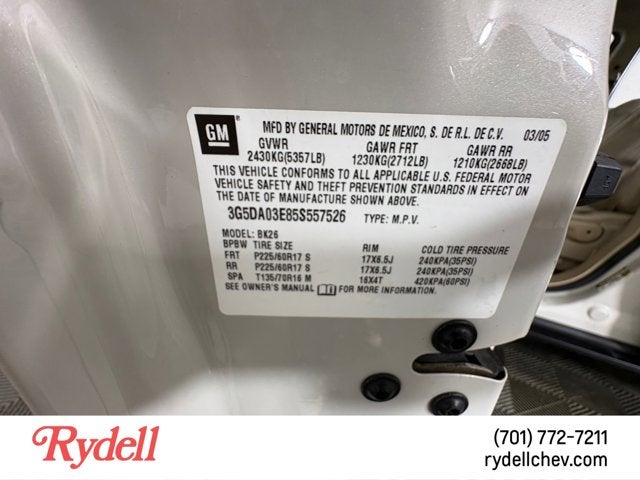 GM
MFD BY GENERAL MOTORS DE MEXICO, S. DE R.L. DE C.V. 03/05
GVWR GAWR FRT GAWR RR
2430KG(5357LB) 1230KG(2712LB) 1210KG(2668LB)
THIS VEHICLE CONFORMS TO ALL APPLICABLE U.S. FEDERAL MOTOR
VEHICLE SAFETY AND THEFT PREVENTION STANDARDS IN EFFECT ON
THE DATE OF MANUFACTURE SHOWN ABOVE.
3G5DA03E85S557526 TYPE: M.P.V.
MODEL: BK26
BPBW TIRE SIZE RIM COLD TIRE PRESSURE
FRT P225/60R17 S 17X6.5J 240KPA(35PSI)
RR P225/60R17 S 17X6.5J 240KPA(35PSI)
SPA T135/70R16 M 16X4T 420KPA(60PSI)
SEE OWNER'S MANUAL FOR MORE INFORMATION.
Rydell
(701) 772-7211
rydellchev.com